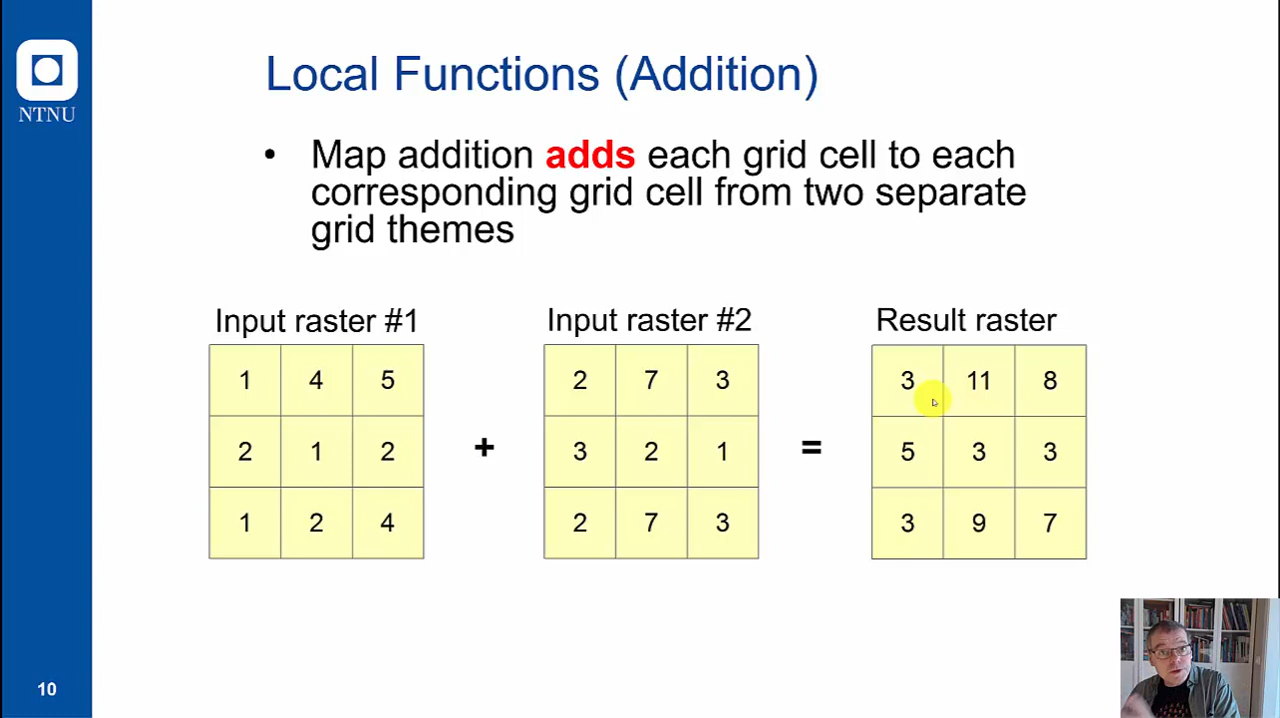 NTNU
Local Functions (Addition)
• Map addition adds each grid cell to each
corresponding grid cell from two separate
grid themes
Input raster #1
1 4 5
2 1 2
1 2 4
+
Input raster #2
2 7 3
3 2 1
2 7 3
=
Result raster
3 11 8
5 3 3
3 9 7
10